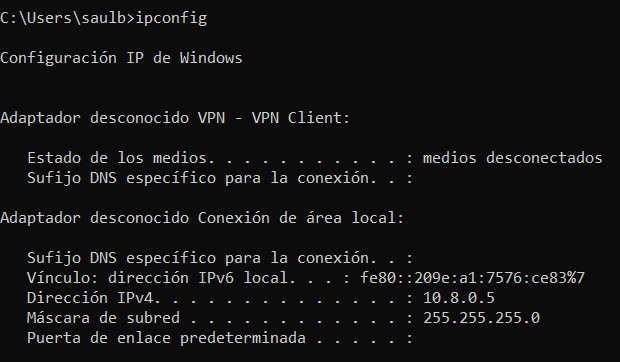 C:\Users\saulb>ipconfig
Configuración IP de Windows
Adaptador desconocido VPN - VPN Client:
Estado de los medios. . . . . . . . . . . : medios desconectados
Sufijo DNS específico para la conexión. . :
Adaptador desconocido Conexión de área local:
Sufijo DNS específico para la conexión. . :
Vínculo: dirección IPv6 local. . . : fe80::209e:a1:7576:ce83%7
Dirección IPv4. . . . . . . . . . . . . . : 10.8.0.5
Máscara de subred . . . . . . . . . . . . : 255.255.255.0
Puerta de enlace predeterminada . . . . . :